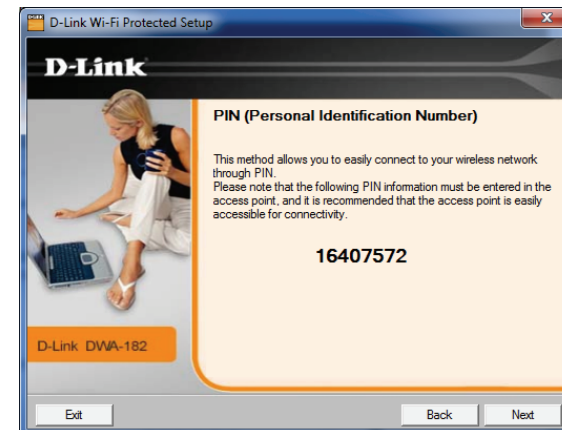 D-Link Wi-Fi Protected Setup
D-Link
PIN (Personal Identification Number)
This method allows you to easily connect to your wireless network
through PIN.
Please note that the following PIN information must be entered in the
access point, and it is recommended that the access point is easily
accessible for connectivity.
16407572
D-Link DWA-182
Exit
Back
Next